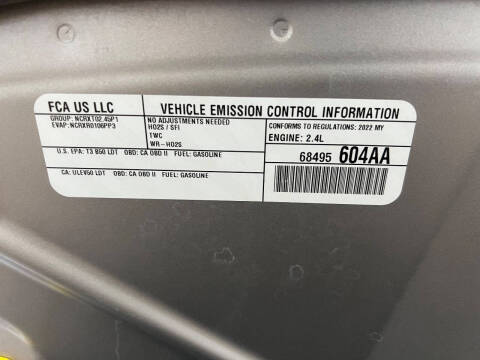 FCA US LLC
GROUP: NCRXT02.45P1
EVAP: NCRXR0106PP3
VEHICLE EMISSION CONTROL INFORMATION
NO ADJUSTMENTS NEEDED
HO2S / SFI
TWC
WR-HO2S
CONFORMS TO REGULATIONS: 2022 MY
ENGINE: 2.4L
U.S. EPA: T3 B50 LDT OBD: CA OBD II FUEL: GASOLINE
68495 604AA
CA: ULEV50 LDT OBD: CA OBD II FUEL: GASOLINE